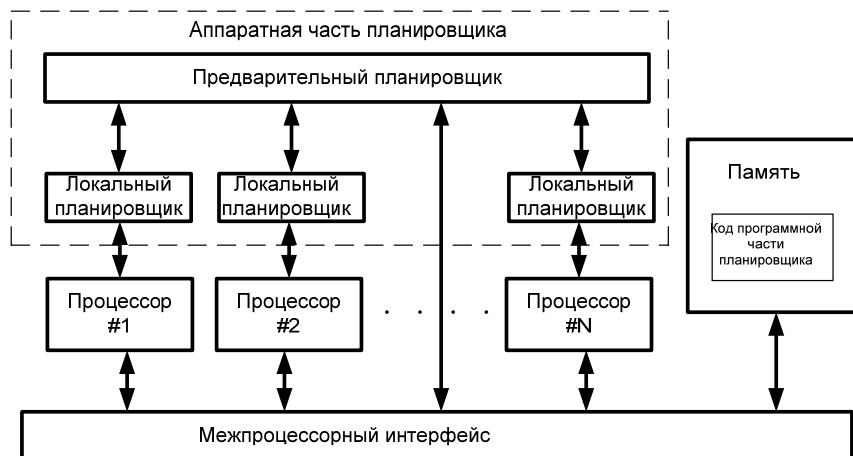 Аппаратная часть планировщика
Предварительный планировщик
Локальный
планировщик
Локальный
планировщик
Локальный
планировщик
Память
Код программной
части
планировщика
Процессор
#1
Процессор
#2
. . . .
Процессор
#N
Межпроцессорный интерфейс